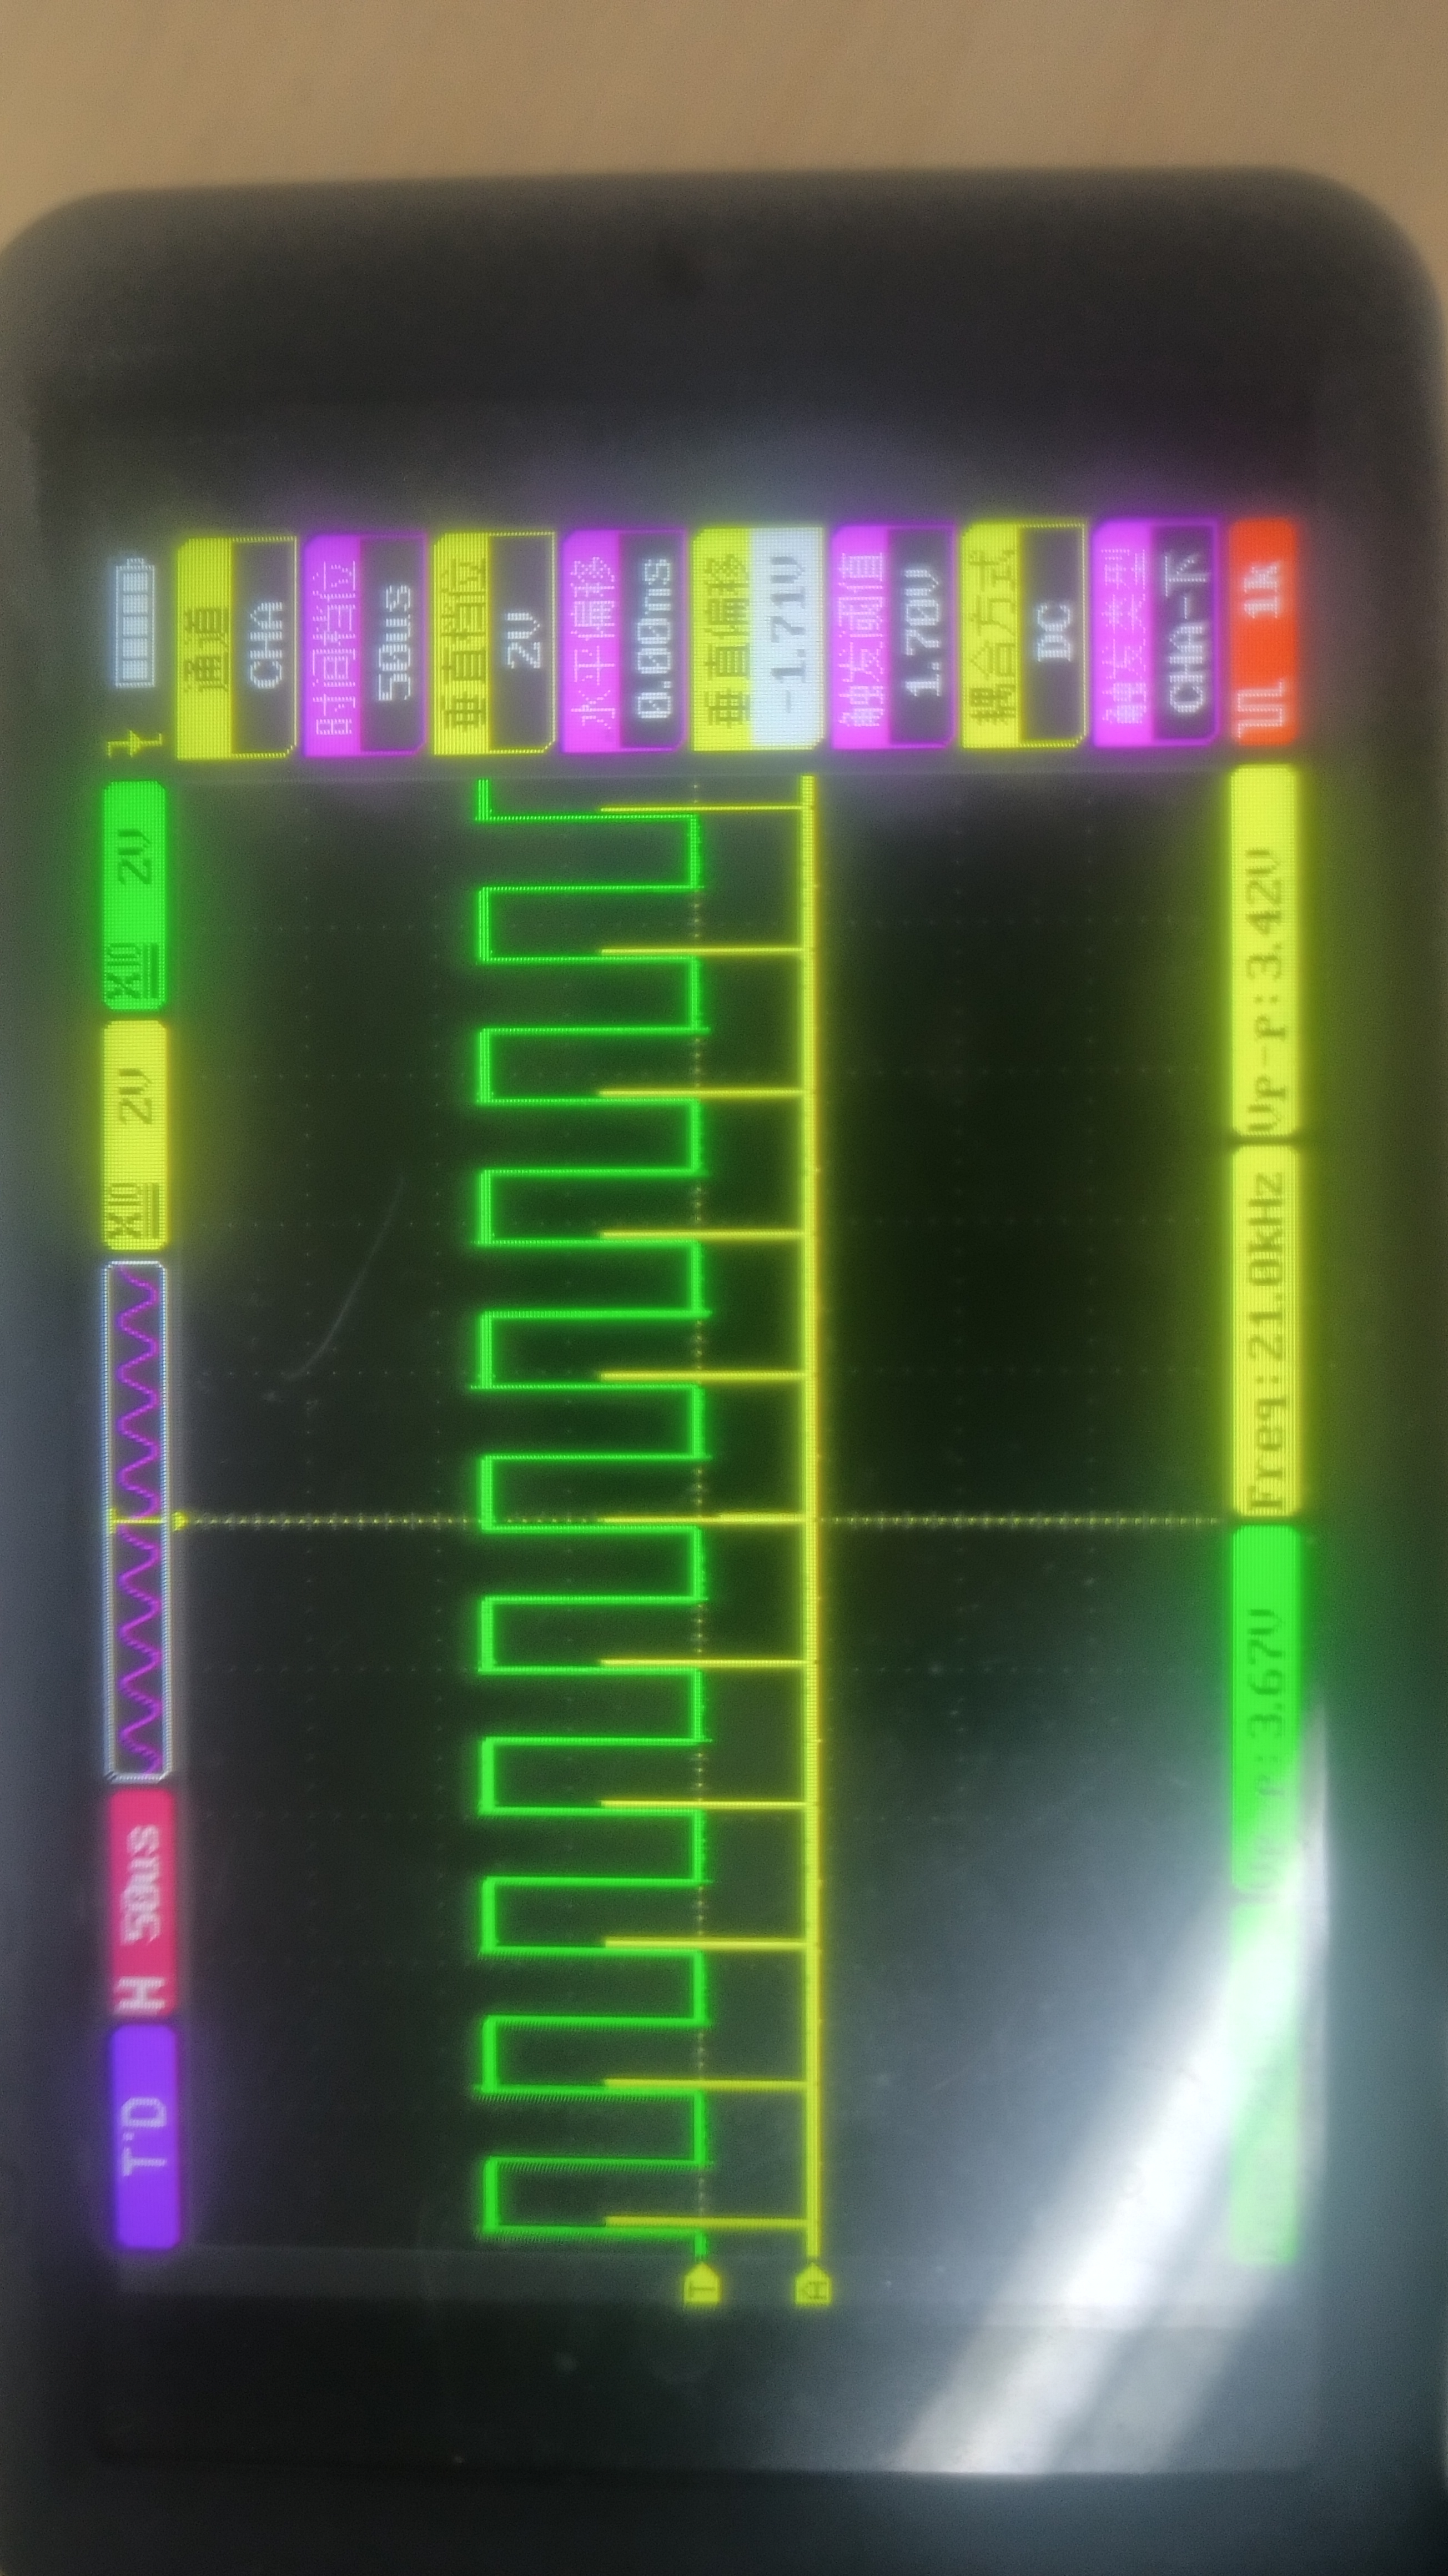 T'D H 50us X10 2V X10 2V
通道
CHA
时间档位
50us
垂直档位
2V
水平偏移
0.00ns
垂直偏移
-1.71V
触发阈值
1.70V
耦合方式
DC
触发类型
CHA-下
T
A
Vp-p:3.67V Freq:21.0kHz Vp-p:3.42V 1k